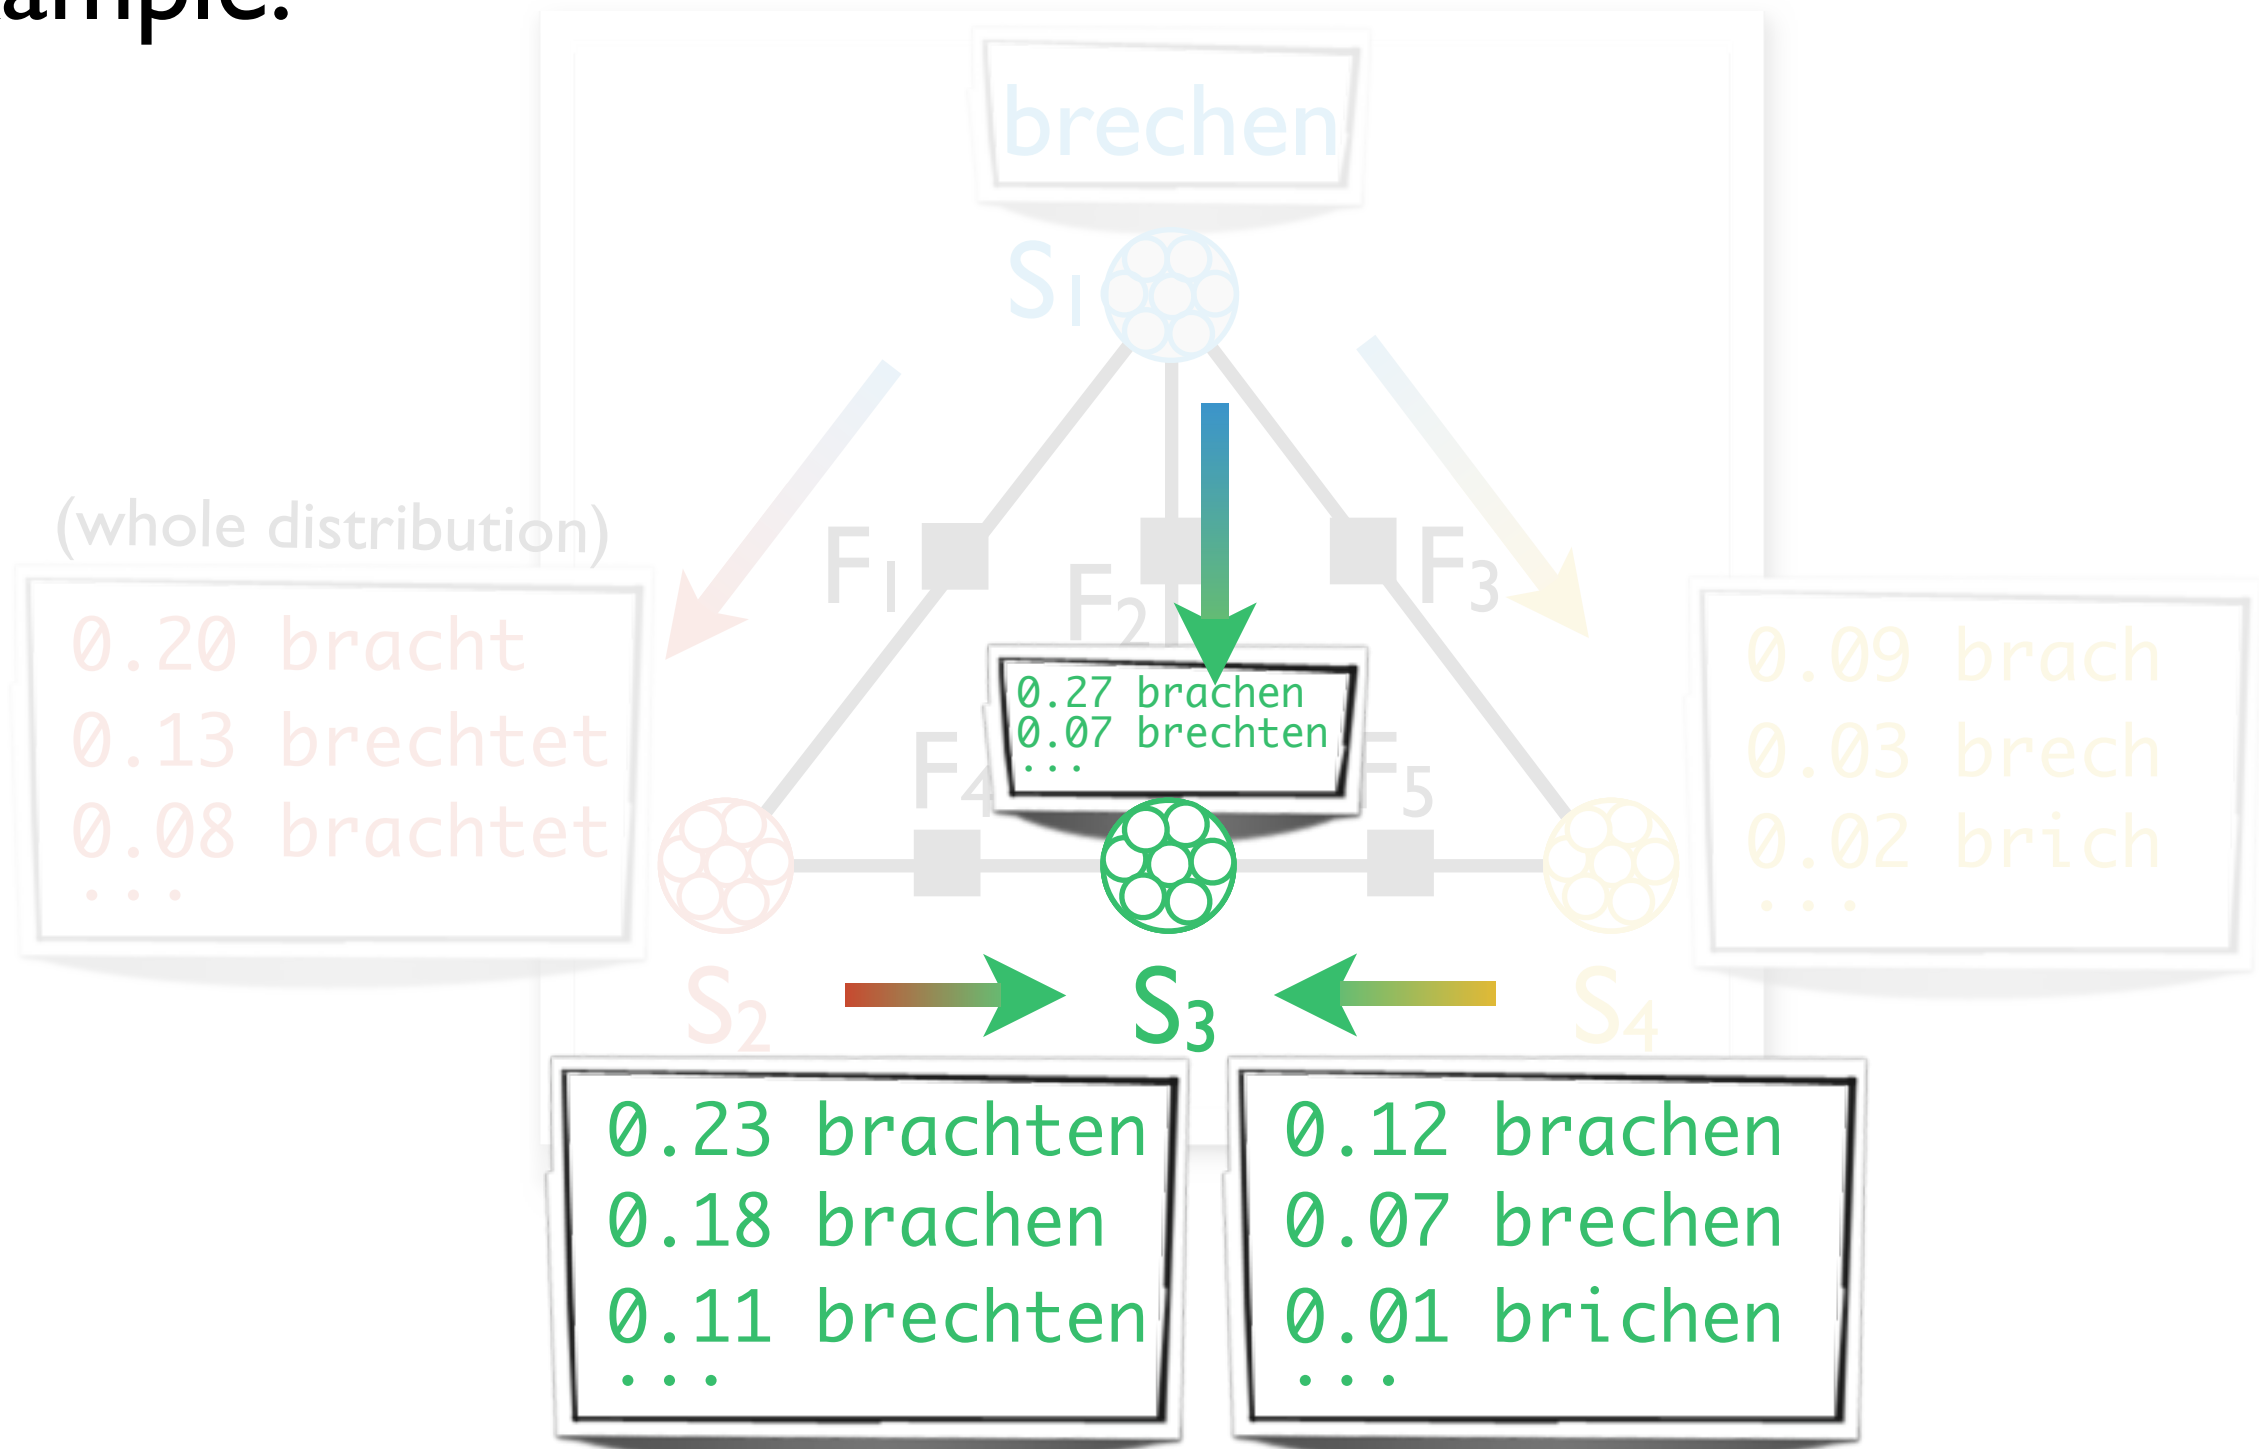 ample:
brechen
S1
(whole distribution)
F1
F2
F3
0.20 bracht
0.13 brechtet
0.08 brachtet
...
0.27 brachen
0.07 brechten
...
0.09 brach
0.03 brech
0.02 brich
...
F4
F5
S2
S3
S4
0.23 brachten
0.18 brachen
0.11 brechten
...
0.12 brachen
0.07 brechen
0.01 brichen
...